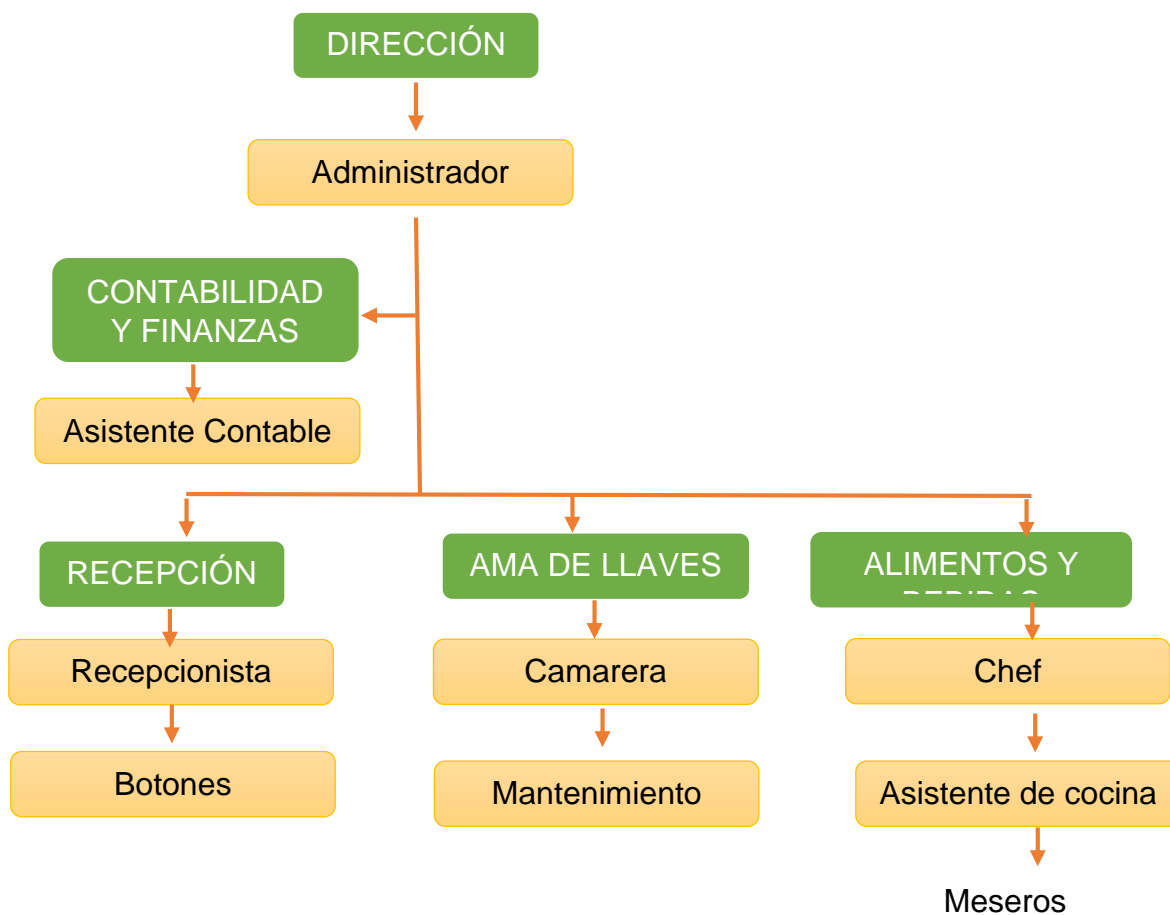 DIRECCIÓN
Administrador
CONTABILIDAD
Y FINANZAS
Asistente Contable
RECEPCIÓN
AMA DE LLAVES
ALIMENTOS Y
BEBIDAS
Recepcionista
Camarera
Chef
Botones
Mantenimiento
Asistente de cocina
Meseros